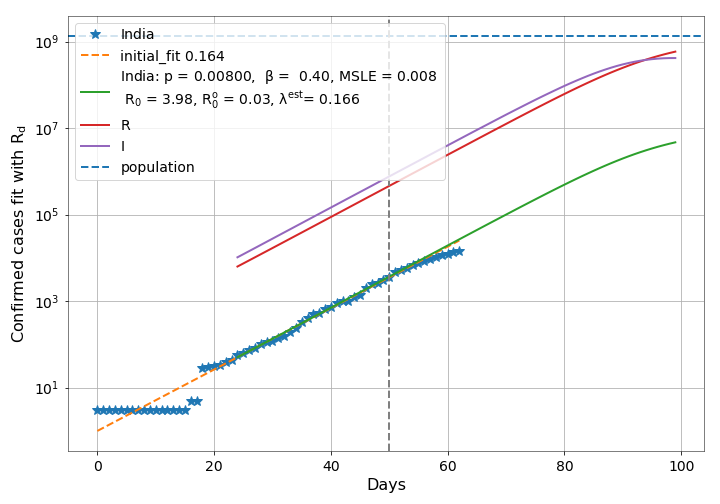 India
initial_fit 0.164
India: p = 0.00800, β = 0.40, MSLE = 0.008
R₀ = 3.98, R₀ᵒ = 0.03, λᵉˢᵗ= 0.166
R
I
population
Confirmed cases fit with R_d
10⁹
10⁷
10⁵
10³
10¹
0 20 40 60 80 100
Days